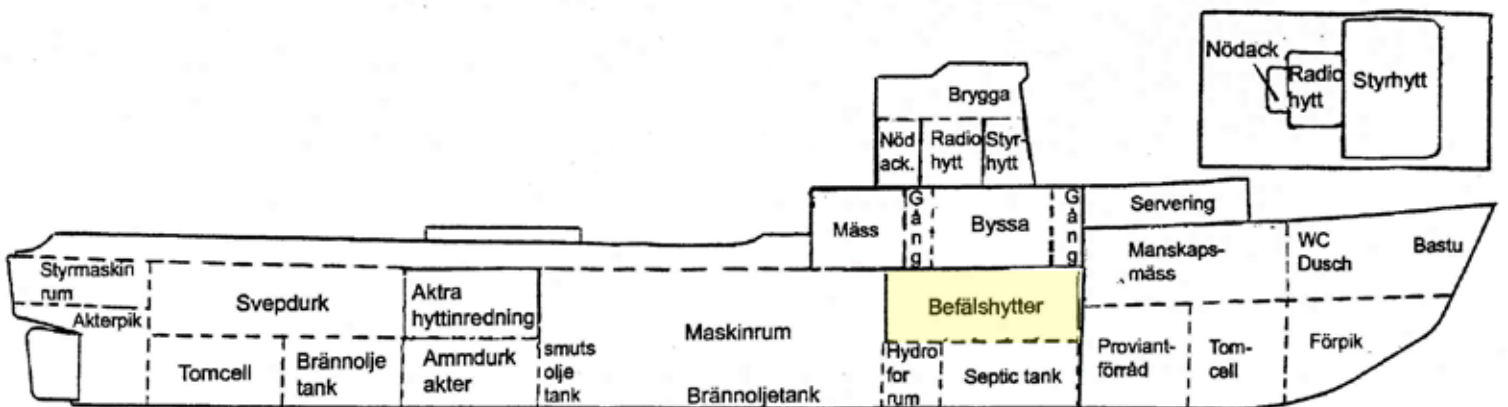 Nödack
Radio
hytt
Styrhytt
Brygga
Nöd
ack.
Radio
hytt
Styr-
hytt
Mäss
Gång
Byssa
Gång
Servering
Manskaps-
mäss
WC
Dusch
Bastu
Styrmaskin
rum
Akterpik
Svepdurk
Aktra
hyttinredning
Maskinrum
Befälshytter
Tomcell
Brännolje
tank
Ammdurk
akter
smuts
olje
tank
Brännoljetank
Hydro
for
rum
Septic tank
Proviant-
förråd
Tom-
cell
Förpik